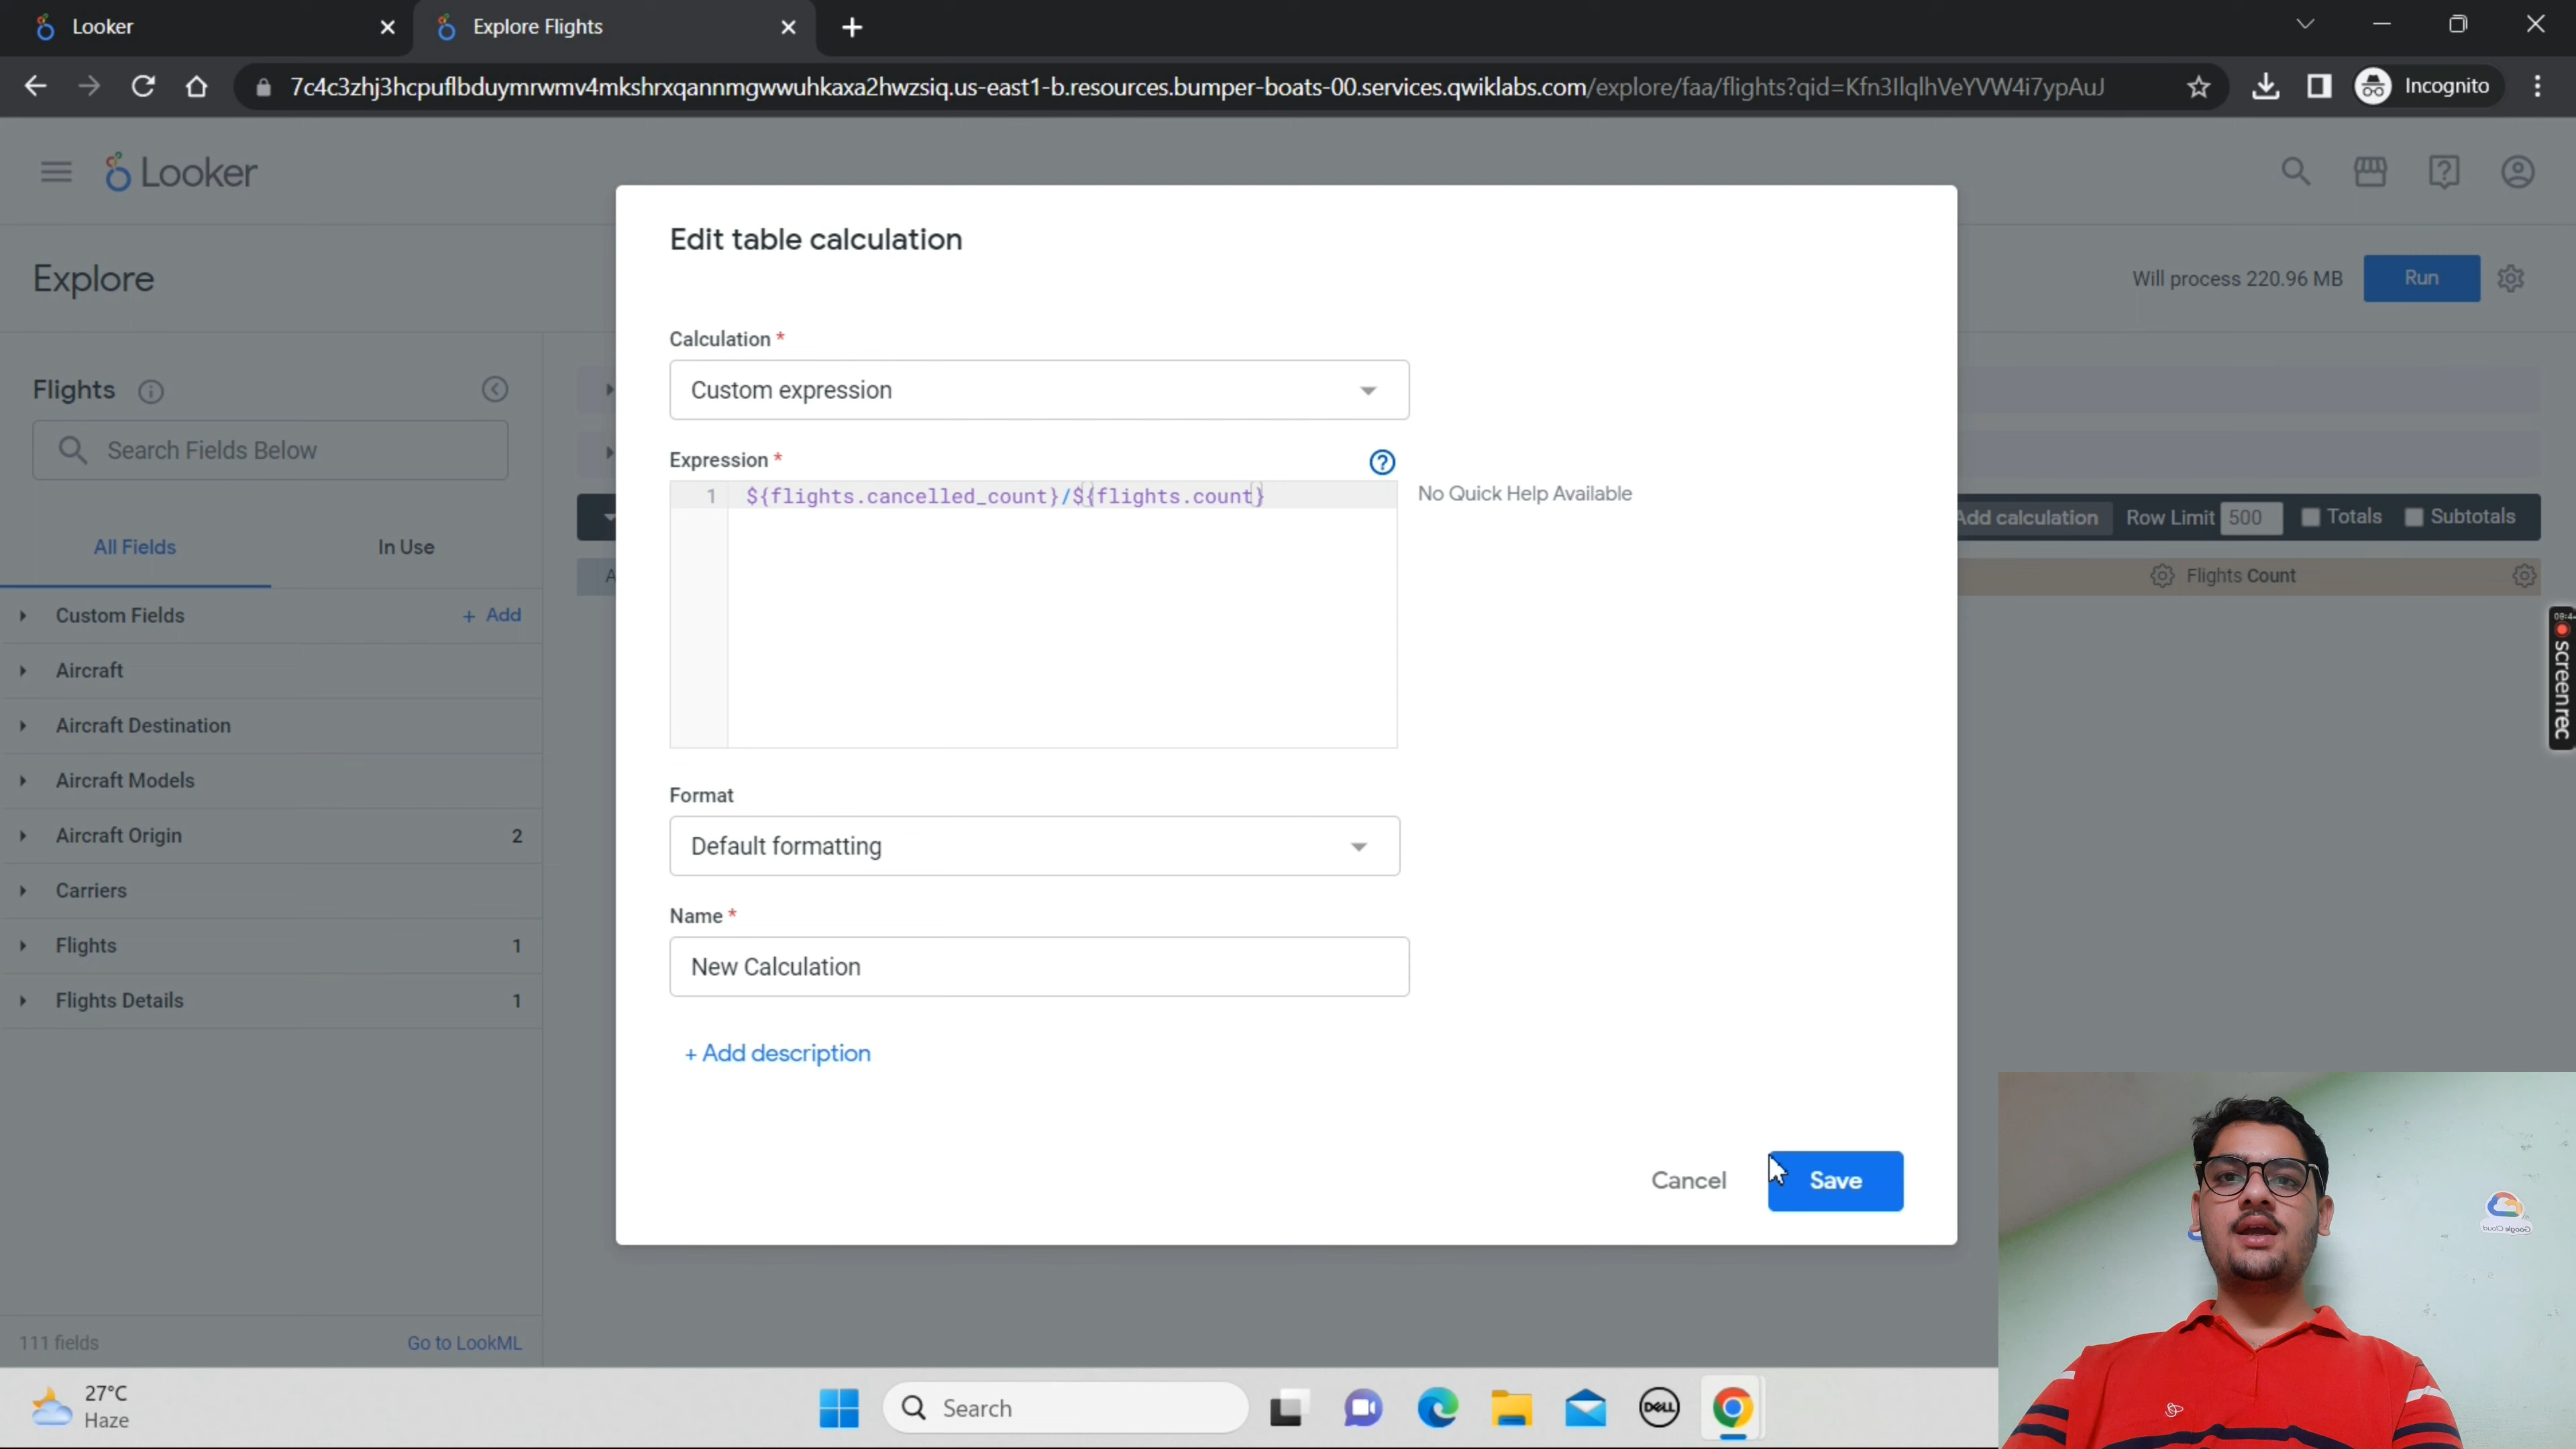 Looker
Explore Flights
7c4c3zhj3hcpuflbduymrwmv4mkshrxqannmgwwuhkaxa2hwzsiq.us-east1-b.resources.bumper-boats-00.services.qwiklabs.com/explore/faa/flights?qid=Kfn3IlqlhVeYVW4i7ypAuJ
Incognito
Looker
Explore
Will process 220.96 MB
Run
Flights
Search Fields Below
All Fields
In Use
Custom Fields
+ Add
Aircraft
Aircraft Destination
Aircraft Models
Aircraft Origin 2
Carriers
Flights 1
Flights Details 1
111 fields
Go to LookML
Edit table calculation
Calculation *
Custom expression
Expression *
1 ${flights.cancelled_count}/${flights.count}
No Quick Help Available
Format
Default formatting
Name *
New Calculation
+ Add description
Cancel
Save
Add calculation
Row Limit 500
Totals
Subtotals
A
Flights Count
screenrec
27°C
Haze
Search
DELL
Google Cloud